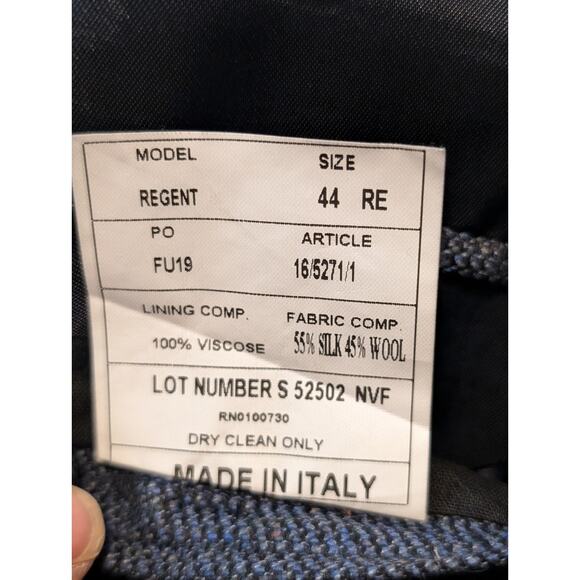 MODEL SIZE
REGENT 44 RE
PO ARTICLE
FU19 16/5271/1
LINING COMP. FABRIC COMP.
100% VISCOSE 55% SILK 45% WOOL
LOT NUMBER S 52502 NVF
RN0100730
DRY CLEAN ONLY
MADE IN ITALY